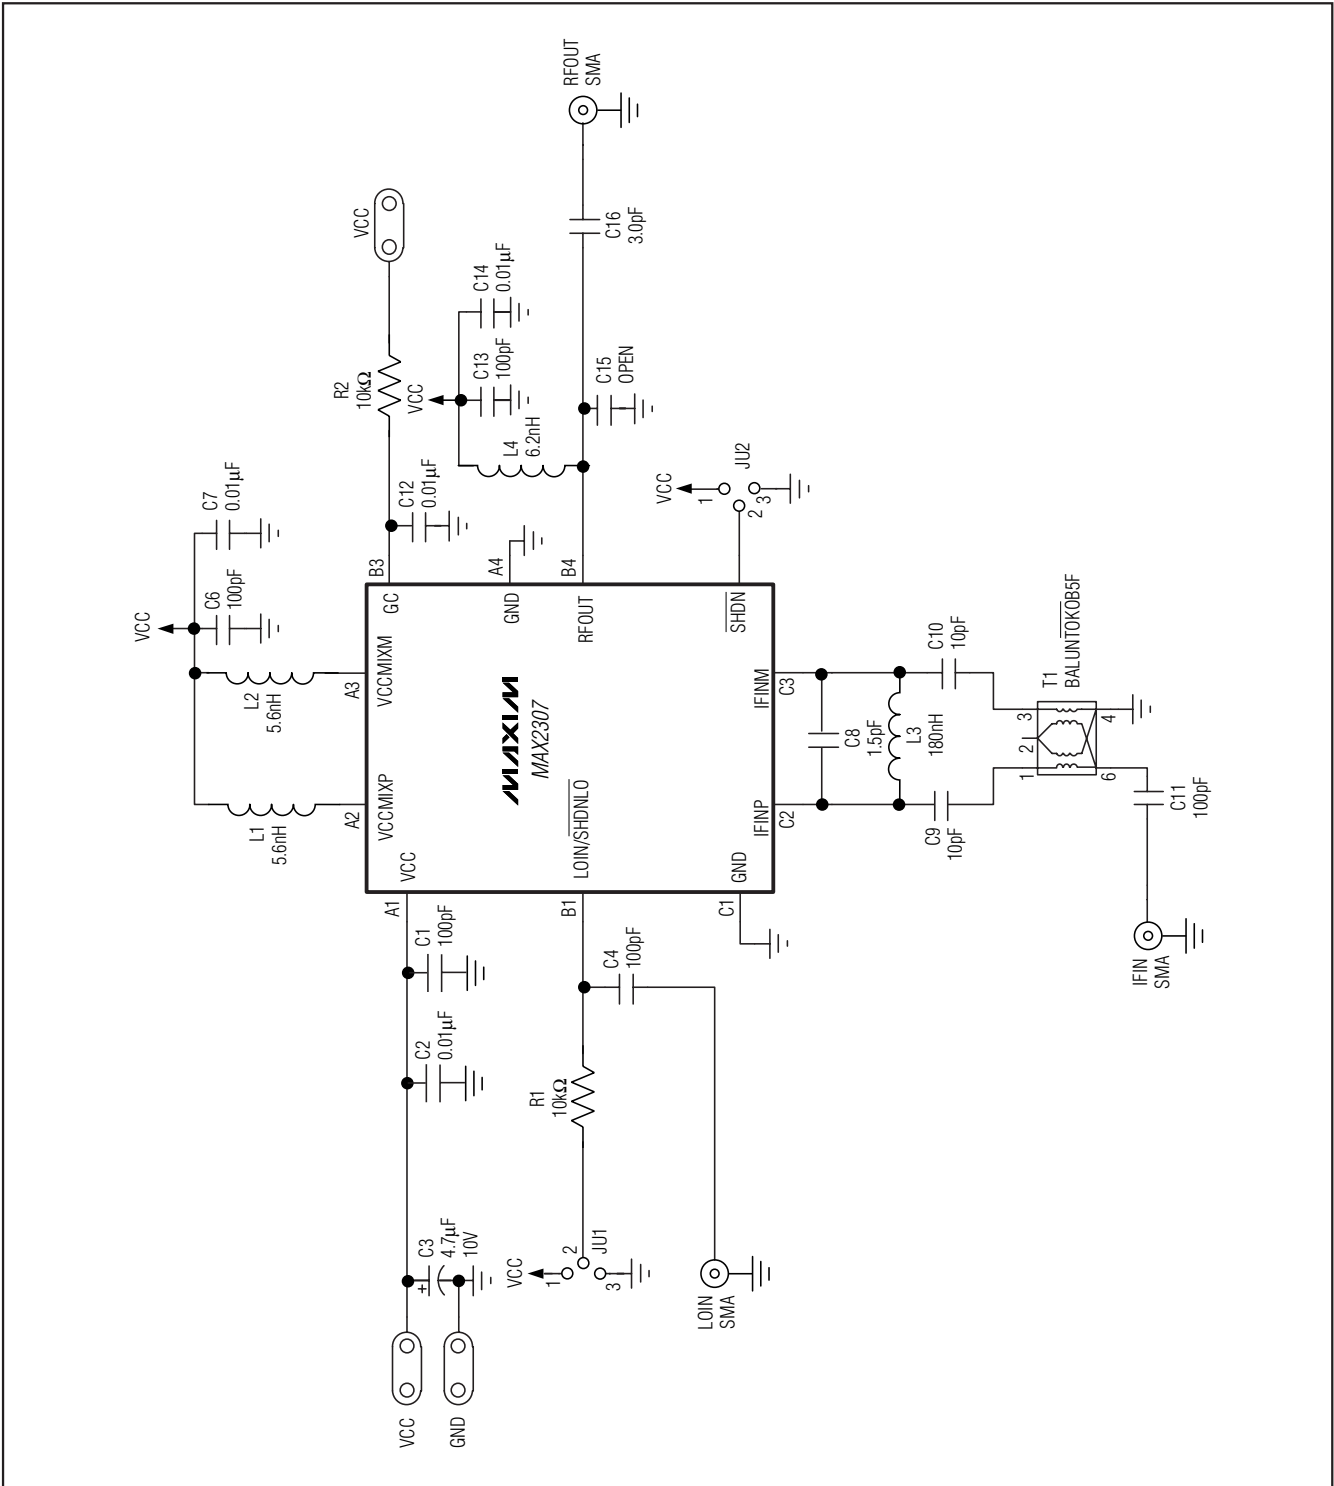 RFOUT
SMA
VCC
C16
3.0pF
R2
10kΩ
VCC
C14
0.01µF
C13
100pF
L4
6.2nH
C15
OPEN
C12
0.01µF
C7
0.01µF
VCC
C6
100pF
L2
5.6nH
L1
5.6nH
VCC
JU2
1
2
3
B3
A4
B4
GC
GND
RFOUT
SHDN
A3
VCCMIXM
A2
VCCMIXP
MAXIM
MAX2307
VCC
LOIN/SHDNLO
GND
IFINM
C3
IFINP
C2
A1
B1
C1
C8
1.5pF
L3
180nH
C10
10pF
C9
10pF
T1
BALUNTOKOB5F
3
2
1
4
6
C11
100pF
IFIN
SMA
C1
100pF
C2
0.01µF
C4
100pF
R1
10kΩ
C3
4.7µF
10V
+
VCC
1
2
3
JU1
LOIN
SMA
VCC
GND